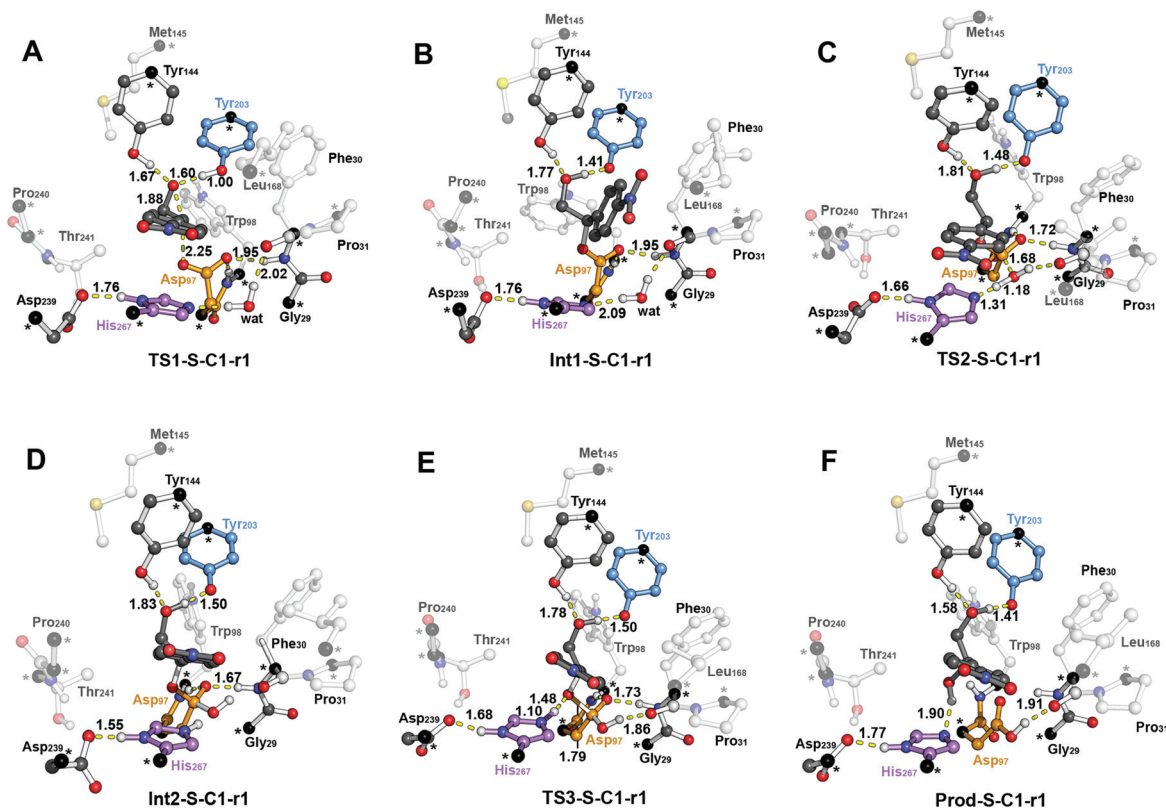 A
Met145
Tyr144
Tyr203
Phe30
1.60
1.67
1.00
Leu168
Pro240
1.88
Trp98
Thr241
2.25
1.95
Pro31
Asp97
2.02
1.76
Asp239
wat
Gly29
His267
TS1-S-C1-r1
B
Met145
Tyr144
Tyr203
Phe30
1.41
1.77
Pro240
Trp98
Leu168
Thr241
1.95
Pro31
Asp97
1.76
Asp239
2.09
wat
Gly29
His267
Int1-S-C1-r1
C
Met145
Tyr144
Tyr203
1.48
1.81
Trp98
Phe30
Pro240
Thr241
1.72
Asp97
1.68
Gly29
1.66
1.18
Leu168
Asp239
1.31
Pro31
His267
TS2-S-C1-r1
D
Met145
Tyr144
Tyr203
1.83
1.50
Pro240
Trp98
Phe30
1.67
Thr241
Asp97
Pro31
1.55
Asp239
Gly29
His267
Int2-S-C1-r1
E
Met145
Tyr144
Tyr203
1.78
1.50
Phe30
Pro240
Trp98
Thr241
Leu168
1.48
1.73
1.10
Asp239
1.68
1.86
Pro31
Asp97
Gly29
His267
1.79
TS3-S-C1-r1
F
Met145
Tyr144
Tyr203
1.58
1.41
Phe30
Pro240
Trp98
Leu168
Thr241
1.90
1.91
Asp239
1.77
Pro31
His267
Asp97
Gly29
Prod-S-C1-r1